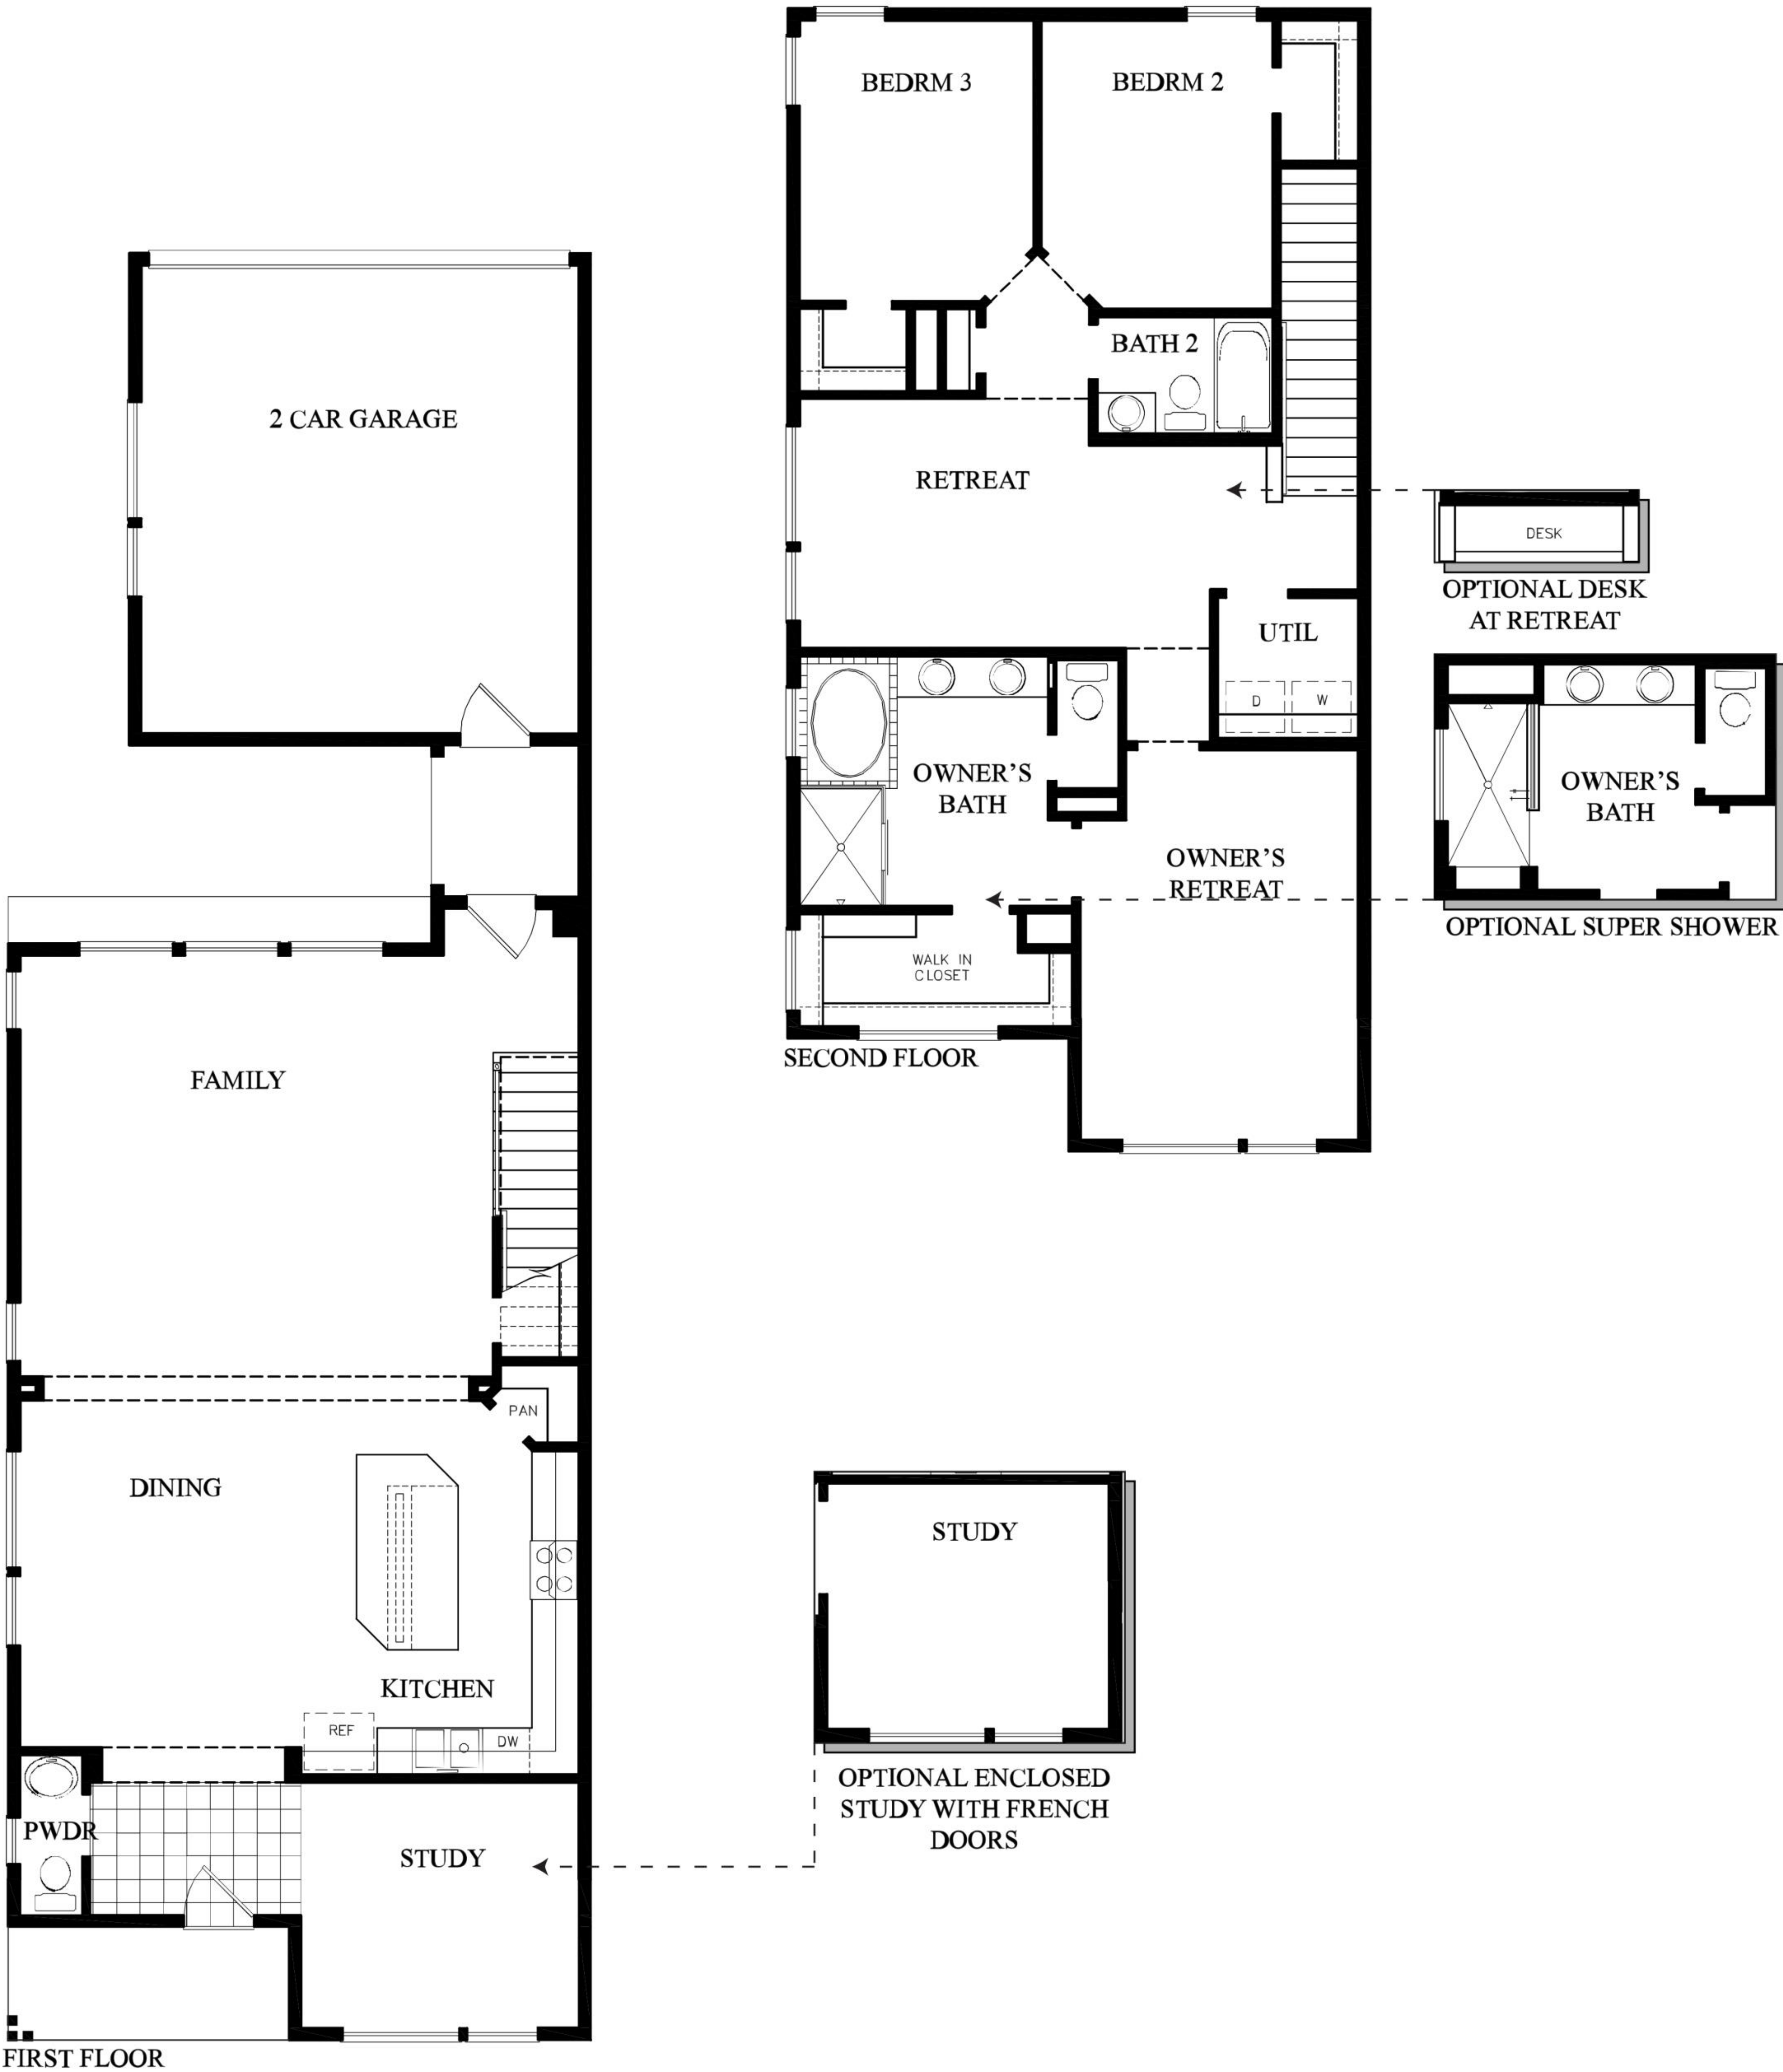 BEDRM 3
BEDRM 2
BATH 2
RETREAT
UTIL
D
W
OWNER'S
BATH
OWNER'S
RETREAT
WALK IN
CLOSET
SECOND FLOOR
DESK
OPTIONAL DESK
AT RETREAT
OWNER'S
BATH
OPTIONAL SUPER SHOWER
2 CAR GARAGE
FAMILY
PAN
DINING
KITCHEN
REF
DW
PWDR
STUDY
FIRST FLOOR
STUDY
OPTIONAL ENCLOSED
STUDY WITH FRENCH
DOORS